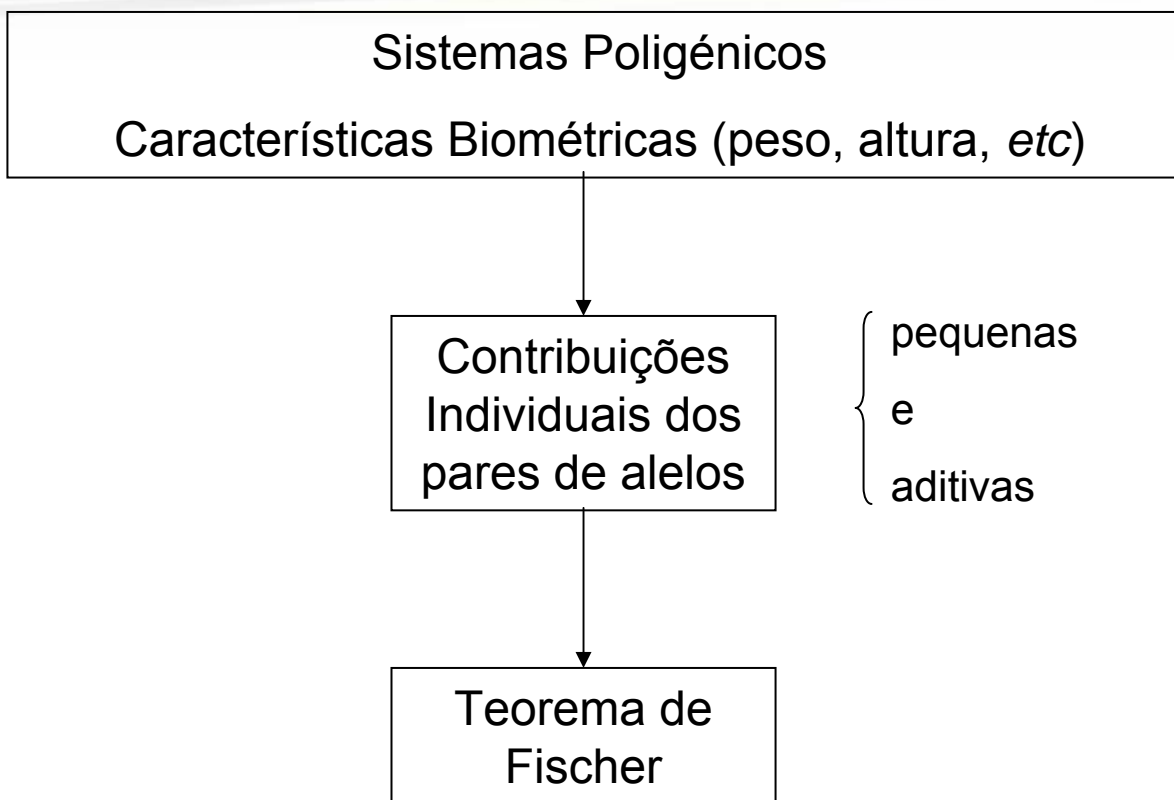 Sistemas Poligénicos
Características Biométricas (peso, altura, etc)
Contribuições
Individuais dos
pares de alelos
pequenas
e
aditivas
Teorema de
Fischer